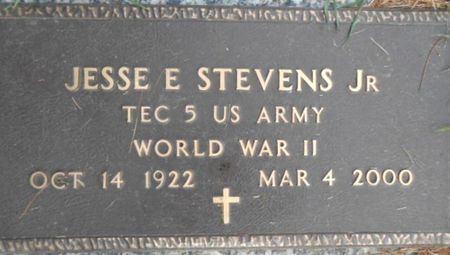 JESSE E STEVENS JR
TEC 5 US ARMY
WORLD WAR II
OCT 14 1922 MAR 4 2000